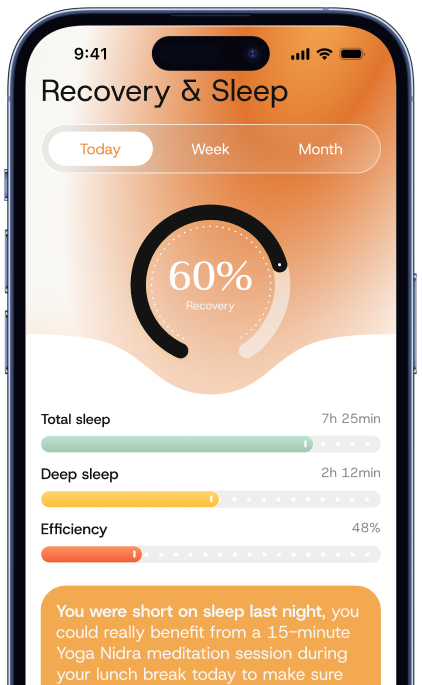 9:41
Recovery & Sleep
Today Week Month
60%
Recovery
Total sleep 7h 25min
Deep sleep 2h 12min
Efficiency 48%
You were short on sleep last night, you
could really benefit from a 15-minute
Yoga Nidra meditation session during
your lunch break today to make sure